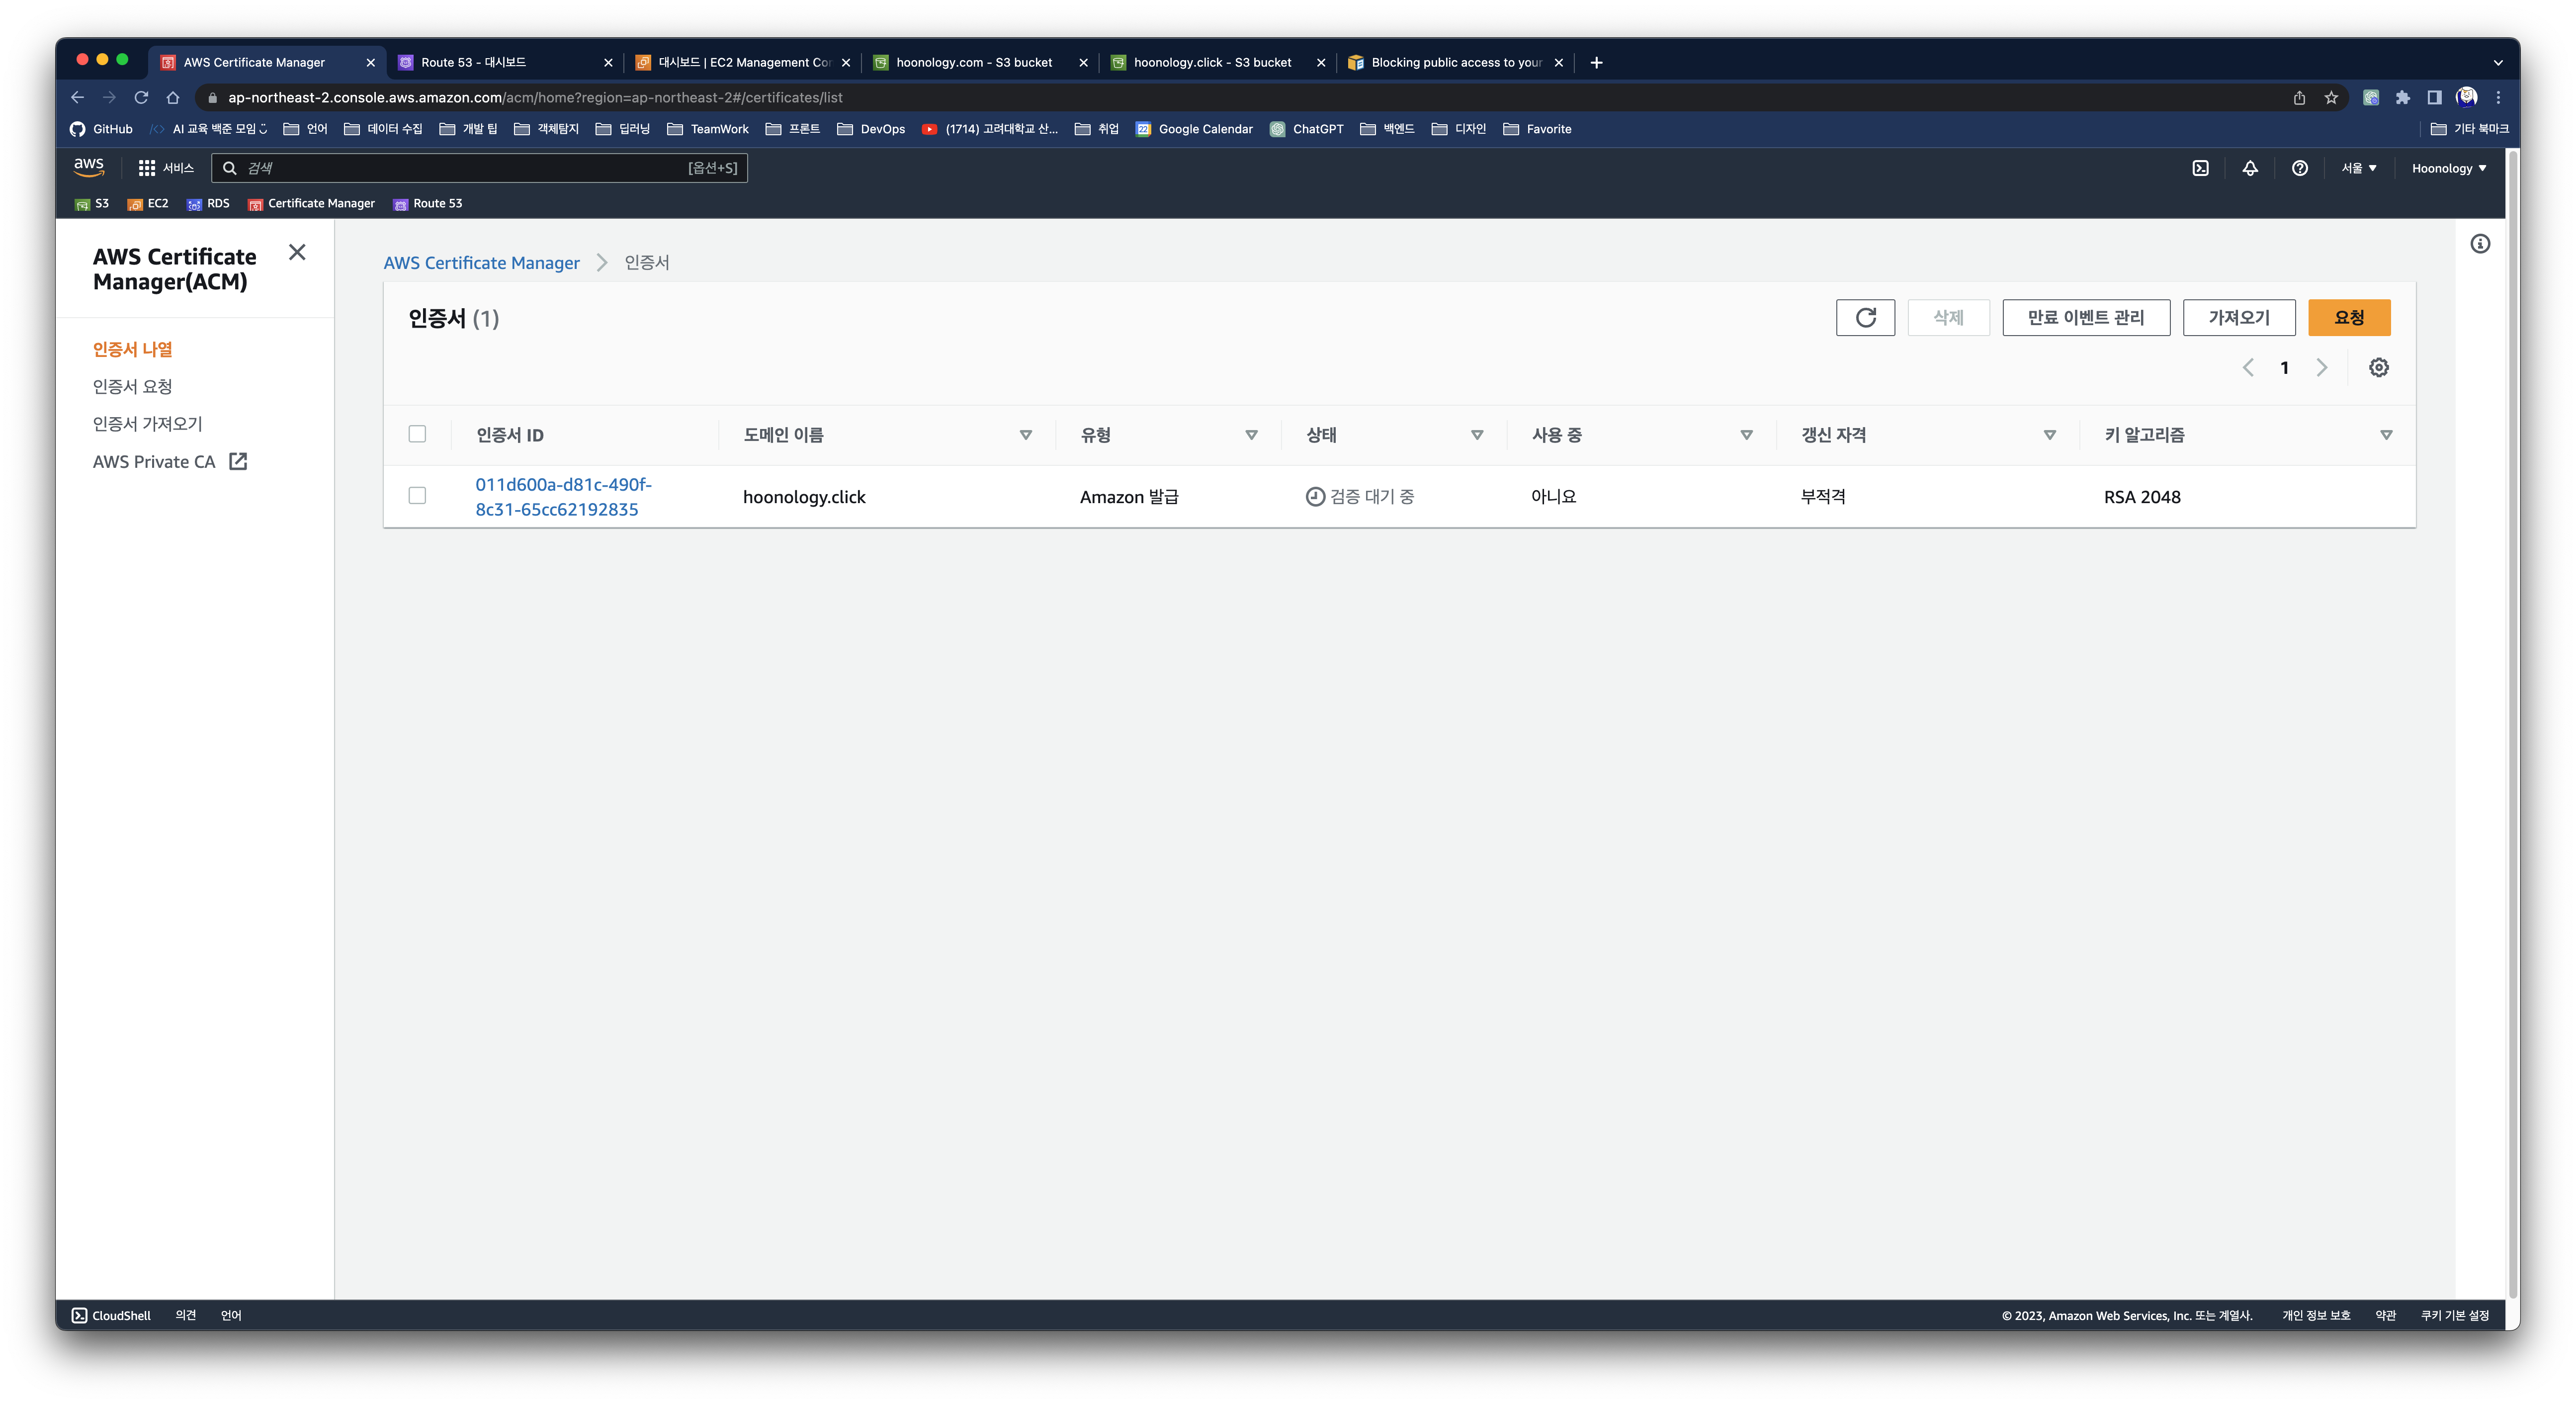 AWS Certificate Manager
Route 53 - 대시보드
대시보드 | EC2 Management Con
hoonology.com - S3 bucket
hoonology.click - S3 bucket
Blocking public access to your
ap-northeast-2.console.aws.amazon.com/acm/home?region=ap-northeast-2#/certificates/list
GitHub
AI 교육 백준 모임
언어
데이터 수집
개발 팁
객체탐지
딥러닝
TeamWork
프론트
DevOps
(1714) 고려대학교 산...
취업
22
Google Calendar
ChatGPT
백엔드
디자인
Favorite
기타 북마크
aws
서비스
검색
[옵션+S]
서울
Hoonology
S3
EC2
RDS
Certificate Manager
Route 53
AWS Certificate
Manager(ACM)
인증서 나열
인증서 요청
인증서 가져오기
AWS Private CA
AWS Certificate Manager
인증서
인증서 (1)
삭제
만료 이벤트 관리
가져오기
요청
1
인증서 ID
도메인 이름
유형
상태
사용 중
갱신 자격
키 알고리즘
011d600a-d81c-490f-
8c31-65cc62192835
hoonology.click
Amazon 발급
검증 대기 중
아니요
부적격
RSA 2048
CloudShell
의견
언어
© 2023, Amazon Web Services, Inc. 또는 계열사.
개인 정보 보호
약관
쿠키 기본 설정